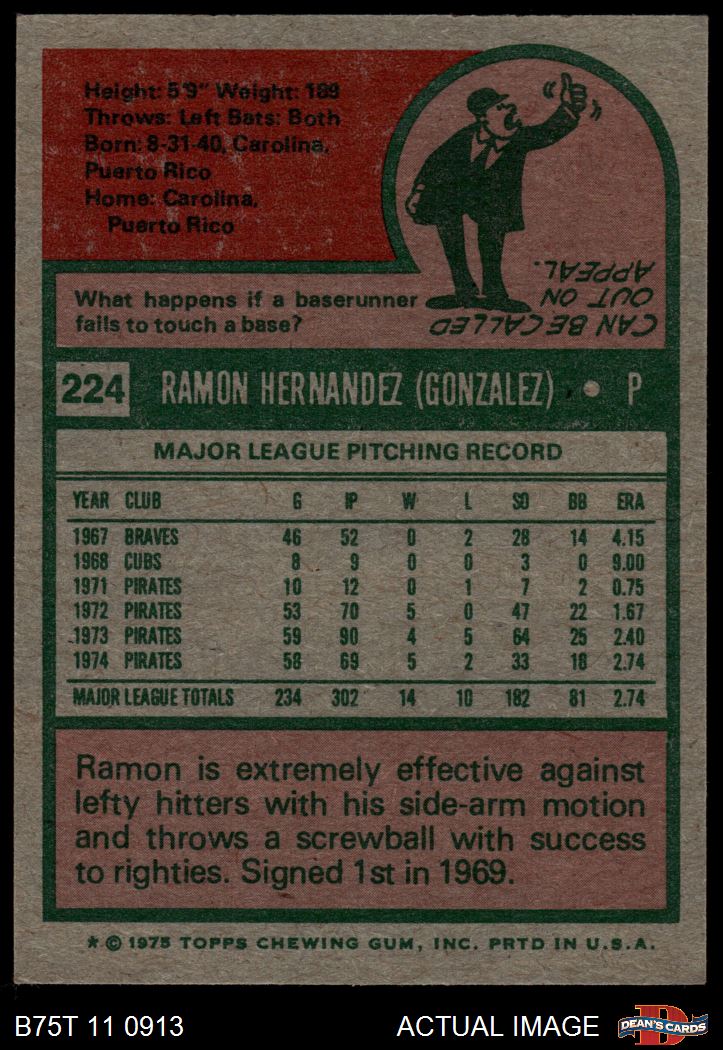 Height: 5'9" Weight: 169
Throws: Left Bats: Both
Born: 8-31-40, Carolina,
Puerto Rico
Home: Carolina,
Puerto Rico
What happens if a baserunner
fails to touch a base?
CAN BE CALLED
OUT ON
APPEAL.
224 RAMON HERNANDEZ (GONZALEZ) • P
MAJOR LEAGUE PITCHING RECORD
YEAR CLUB G IP W L SO BB ERA
1967 BRAVES 46 52 0 2 28 14 4.15
1968 CUBS 8 9 0 0 3 0 9.00
1971 PIRATES 10 12 0 1 7 2 0.75
1972 PIRATES 53 70 5 0 47 22 1.67
1973 PIRATES 59 90 4 5 64 25 2.40
1974 PIRATES 58 69 5 2 33 18 2.74
MAJOR LEAGUE TOTALS 234 302 14 10 182 81 2.74
Ramon is extremely effective against
lefty hitters with his side-arm motion
and throws a screwball with success
to righties. Signed 1st in 1969.
* © 1975 TOPPS CHEWING GUM, INC. PRTD IN U.S.A.
B75T 11 0913 ACTUAL IMAGE
DEAN'S CARDS